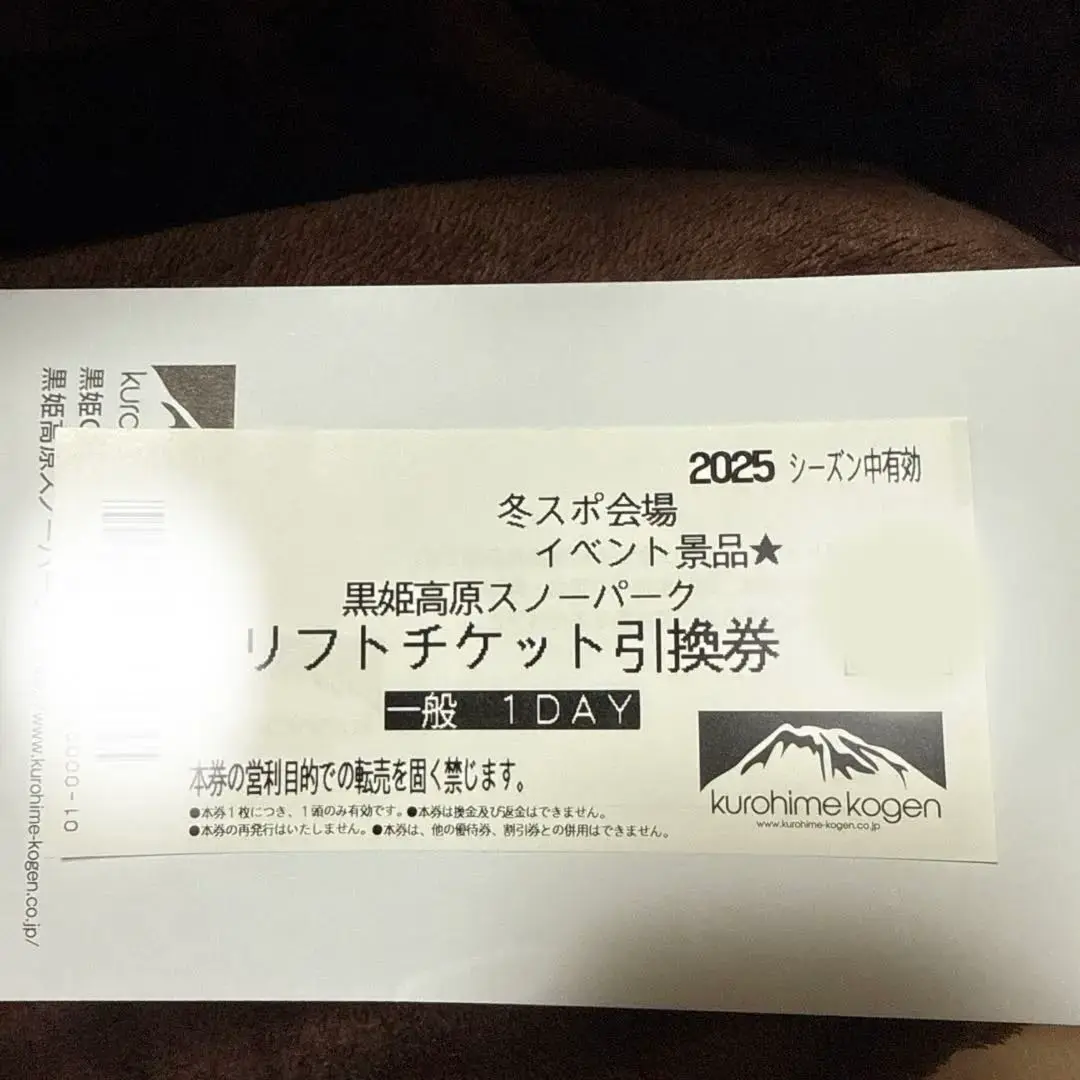 2025 シーズン中有効
冬スポ会場
イベント景品★
黒姫高原スノーパーク
リフトチケット引換券
一般 1DAY
本券の営利目的での転売を固く禁じます。
●本券1枚につき、1頭のみ有効です。●本券は換金及び返金はできません。
●本券の再発行はいたしません。●本券は、他の優待券、割引券との併用はできません。
kurohime kogen
www.kurohime-kogen.co.jp
kuro
黒姫
黒姫高原ス
www.kurohime-kogen.co.jp/